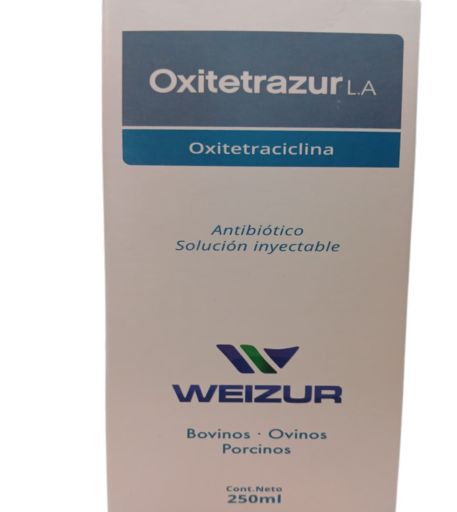 Oxitetrazur L.A
Oxitetraciclina
Antibiótico
Solución inyectable
WEIZUR
Bovinos · Ovinos
Porcinos
Cont.Neto
250ml